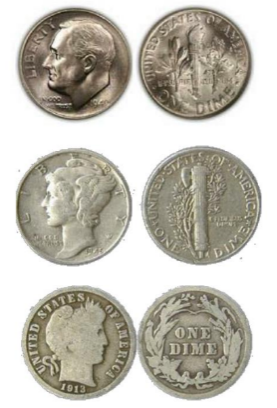 LIBERTY
UNITED STATES OF AMERICA
DIME
LIBERTY
UNITED STATES OF AMERICA
ONE DIME
UNITED STATES OF AMERICA
1913
ONE
DIME